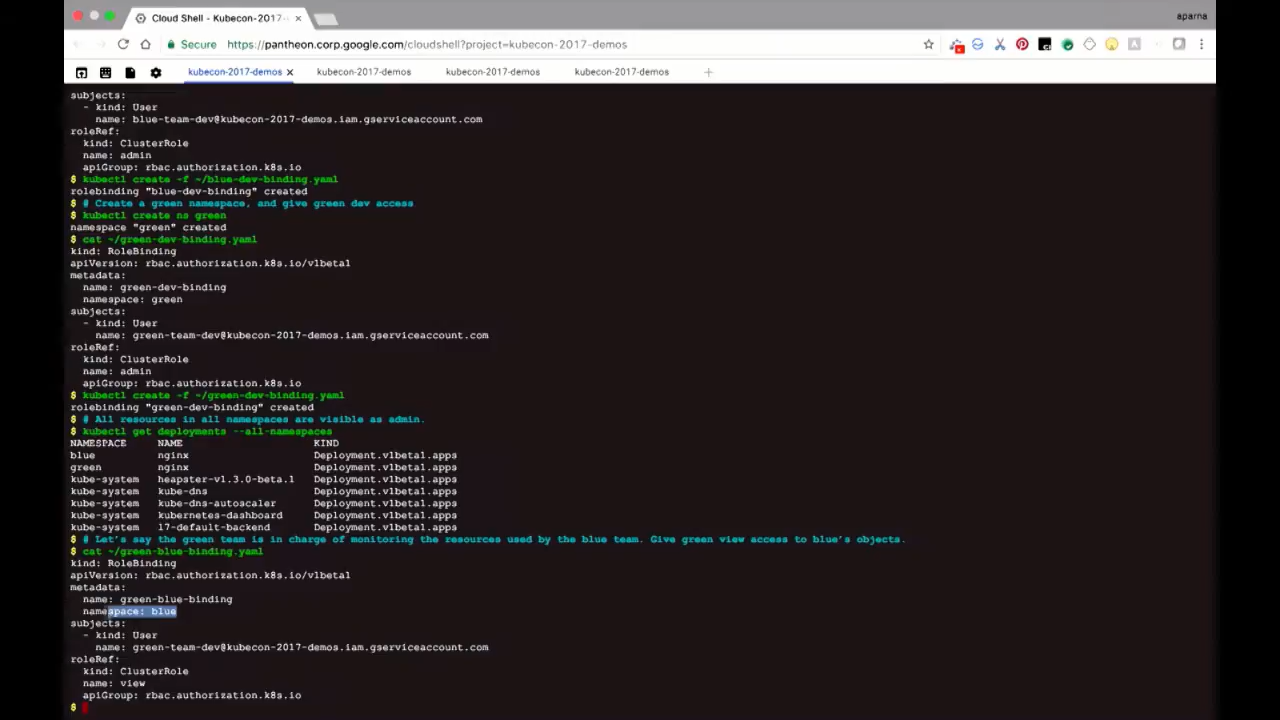 Cloud Shell - Kubecon-2017-
aparna
Secure https://pantheon.corp.google.com/cloudshell?project=kubecon-2017-demos
kubecon-2017-demos kubecon-2017-demos kubecon-2017-demos kubecon-2017-demos
subjects:
- kind: User
name: blue-team-dev@kubecon-2017-demos.iam.gserviceaccount.com
roleRef:
kind: ClusterRole
name: admin
apiGroup: rbac.authorization.k8s.io
$ kubectl create -f ~/blue-dev-binding.yaml
rolebinding "blue-dev-binding" created
$ # Create a green namespace, and give green dev access
$ kubectl create ns green
namespace "green" created
$ cat ~/green-dev-binding.yaml
kind: RoleBinding
apiVersion: rbac.authorization.k8s.io/v1beta1
metadata:
name: green-dev-binding
namespace: green
subjects:
- kind: User
name: green-team-dev@kubecon-2017-demos.iam.gserviceaccount.com
roleRef:
kind: ClusterRole
name: admin
apiGroup: rbac.authorization.k8s.io
$ kubectl create -f ~/green-dev-binding.yaml
rolebinding "green-dev-binding" created
$ # All resources in all namespaces are visible as admin.
$ kubectl get deployments --all-namespaces
NAMESPACE NAME KIND
blue nginx Deployment.v1beta1.apps
green nginx Deployment.v1beta1.apps
kube-system heapster-v1.3.0-beta.1 Deployment.v1beta1.apps
kube-system kube-dns Deployment.v1beta1.apps
kube-system kube-dns-autoscaler Deployment.v1beta1.apps
kube-system kubernetes-dashboard Deployment.v1beta1.apps
kube-system l7-default-backend Deployment.v1beta1.apps
$ # Let's say the green team is in charge of monitoring the resources used by the blue team. Give green view access to blue's objects.
$ cat ~/green-blue-binding.yaml
kind: RoleBinding
apiVersion: rbac.authorization.k8s.io/v1beta1
metadata:
name: green-blue-binding
namespace: blue
subjects:
- kind: User
name: green-team-dev@kubecon-2017-demos.iam.gserviceaccount.com
roleRef:
kind: ClusterRole
name: view
apiGroup: rbac.authorization.k8s.io
$